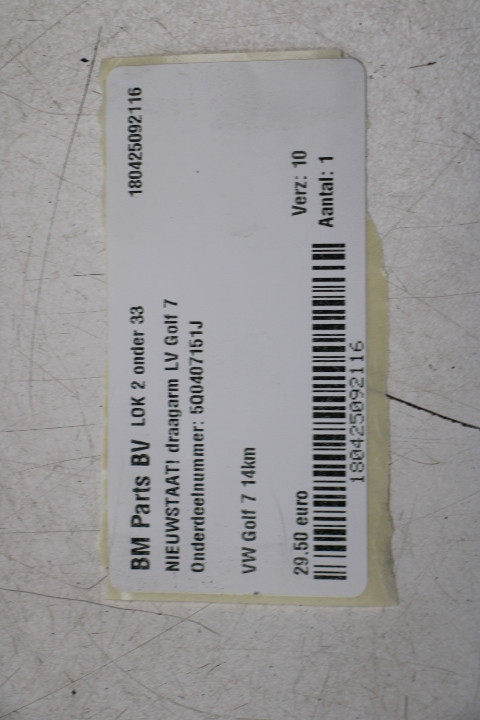 BM Parts BV LOK 2 onder 33 180425092116
NIEUWSTAAT! draagarm LV Golf 7
Onderdeelnummer: 5Q0407151J
VW Golf 7 14km
29.50 euro Verz: 10
Aantal: 1
180425092116